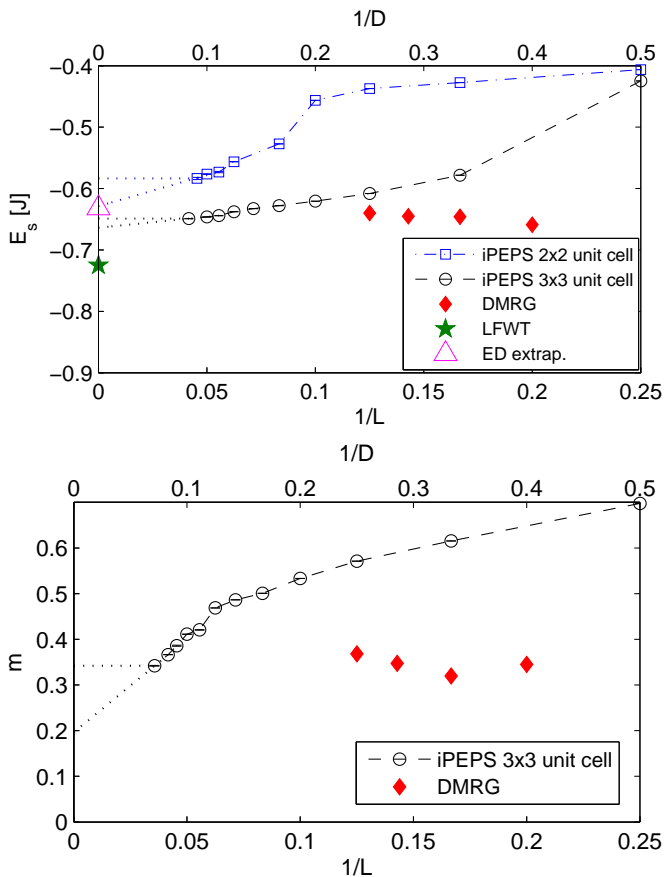 1/D
0 0.1 0.2 0.3 0.4 0.5
−0.4
−0.5
−0.6
−0.7
−0.8
−0.9
E_s [J]
iPEPS 2x2 unit cell
iPEPS 3x3 unit cell
DMRG
LFWT
ED extrap.
0 0.05 0.1 0.15 0.2 0.25
1/L
1/D
0 0.1 0.2 0.3 0.4 0.5
0.6
0.5
0.4
0.3
0.2
0.1
0
m
iPEPS 3x3 unit cell
DMRG
0 0.05 0.1 0.15 0.2 0.25
1/L